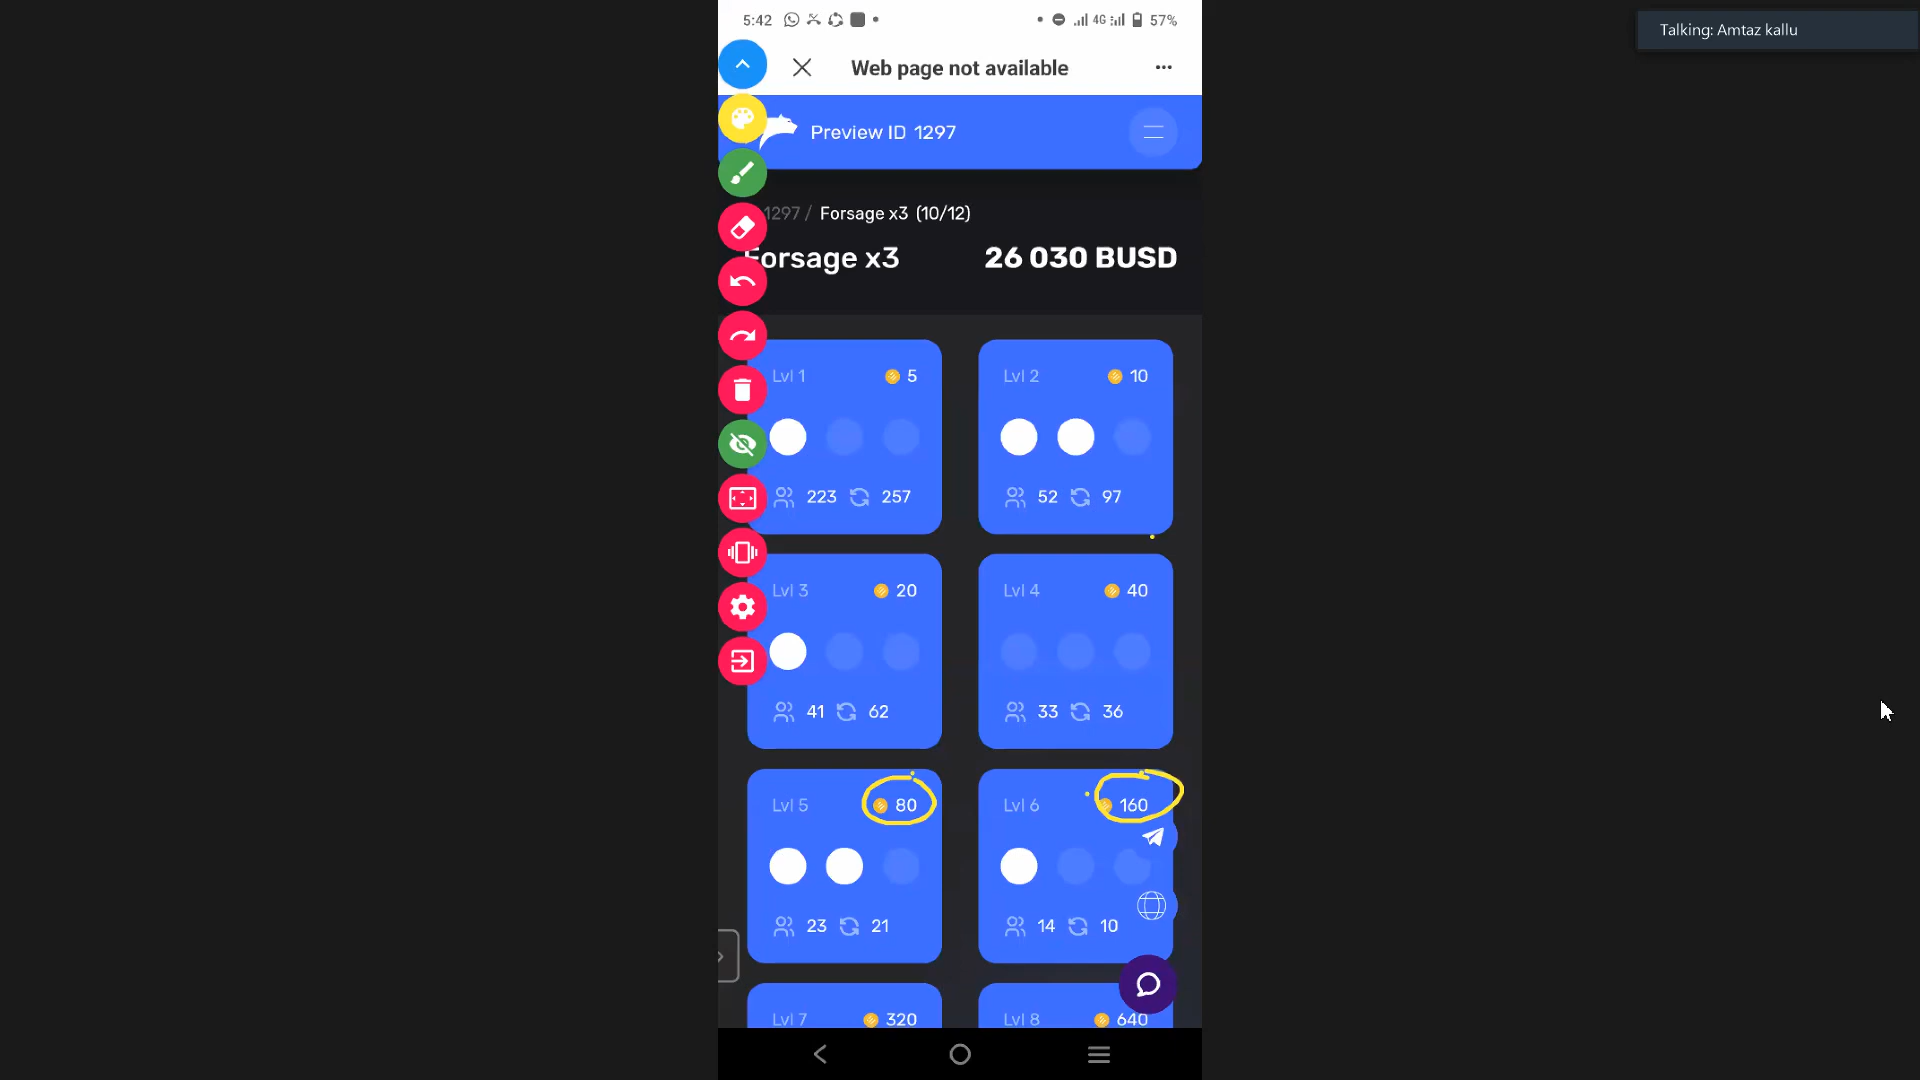 Talking: Amtaz kallu
5:42
4G
57%
Web page not available
Preview ID 1297
1297 / Forsage x3 (10/12)
Forsage x3 26 030 BUSD
Lvl 1 5
223 257
Lvl 2 10
52 97
Lvl 3 20
41 62
Lvl 4 40
33 36
Lvl 5 80
23 21
Lvl 6 160
14 10
Lvl 7 320
Lvl 8 640